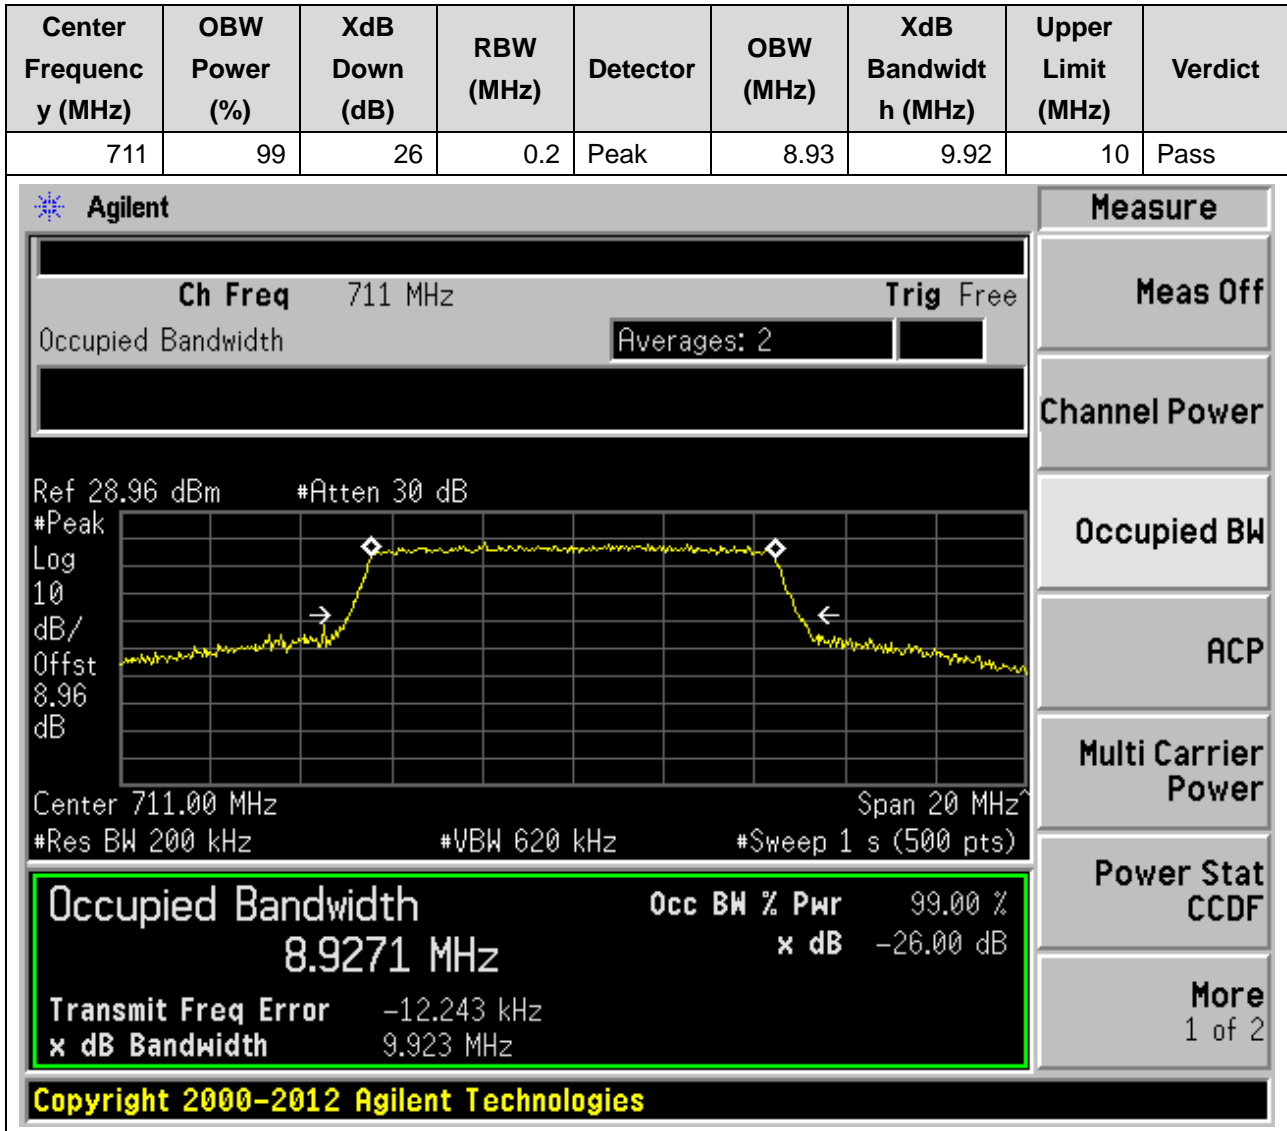 Center Frequenc y (MHz) OBW Power (%) XdB Down (dB) RBW (MHz) Detector OBW (MHz) XdB Bandwidt h (MHz) Upper Limit (MHz) Verdict
711 99 26 0.2 Peak 8.93 9.92 10 Pass
Agilent
Measure
Ch Freq 711 MHz Trig Free
Meas Off
Occupied Bandwidth Averages: 2
Channel Power
Ref 28.96 dBm #Atten 30 dB
#Peak
Log
10
dB/
Offst
8.96
dB
Occupied BW
ACP
Multi Carrier
Power
Center 711.00 MHz Span 20 MHz^
#Res BW 200 kHz #VBW 620 kHz #Sweep 1 s (500 pts)
Power Stat
CCDF
Occupied Bandwidth Occ BW % Pwr 99.00 %
8.9271 MHz x dB -26.00 dB
More
1 of 2
Transmit Freq Error -12.243 kHz
x dB Bandwidth 9.923 MHz
Copyright 2000-2012 Agilent Technologies